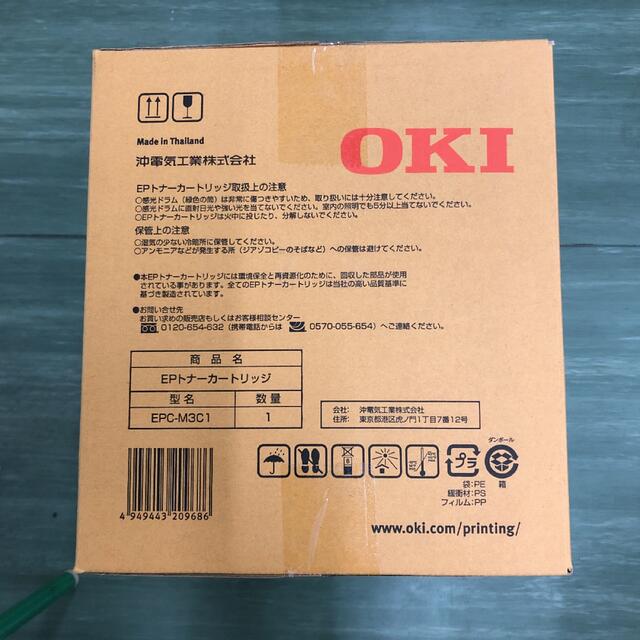 Made in Thailand
沖電気工業株式会社
OKI
EPトナーカートリッジ取扱上の注意
○感光ドラム（緑色の筒）は非常に傷つきやすいため、取り扱いには十分注意してください。
○感光ドラムに直射日光や強い光を当てないでください。室内の照明でも5分以上当てないでください。
○EPトナーカートリッジは火中に投じたり、分解しないでください。
保管上の注意
○湿気の少ない冷暗所に保管してください。
○アンモニアなどが発生する所（ジアゾコピーのそばなど）への保管は避けてください。
●本EPトナーカートリッジには環境保全と再資源化のために、回収した部品が使用
されている事があります。全てのEPトナーカートリッジは当社の高い品質基準に
基づき製造されています。
●お問い合せ先
お買い求めの販売店もしくはお客様相談センター
0120-654-632（携帯電話からは 0570-055-654）へご連絡ください。
商品名
EPトナーカートリッジ
型名 数量
EPC-M3C1 1
会社: 沖電気工業株式会社
住所: 東京都港区虎ノ門1丁目7番12号
プラ
ダンボール
箱
袋:PE
緩衝材:PS
フィルム:PP
4 949443 209686
www.oki.com/printing/